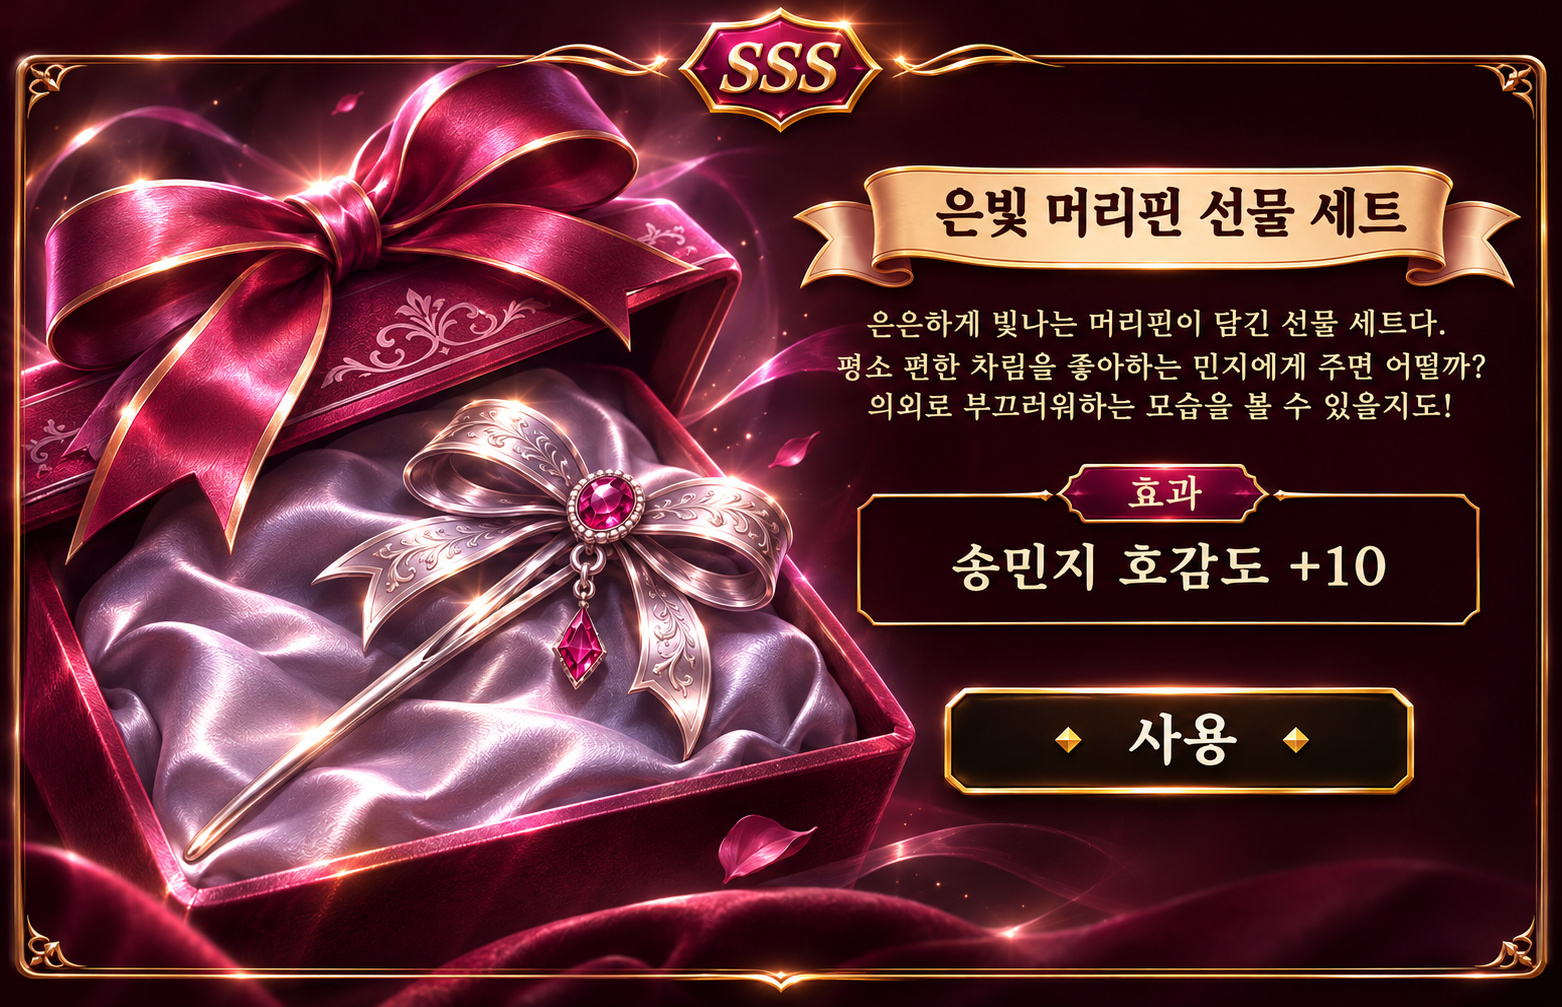 SSS
은빛 머리핀 선물 세트
은은하게 빛나는 머리핀이 담긴 선물 세트다.
평소 편한 차림을 좋아하는 민지에게 주면 어떨까?
의외로 부끄러워하는 모습을 볼 수 있을지도!
효과
송민지 호감도 +10
사용